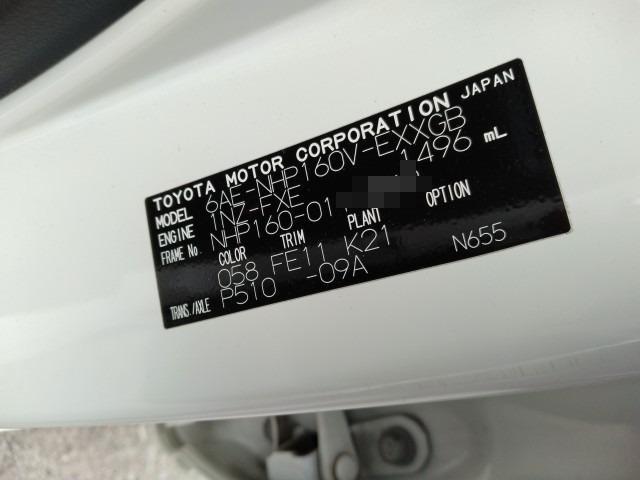 TOYOTA MOTOR CORPORATION JAPAN
MODEL 6AE-NHP160V-EXXGB
ENGINE 1NZ-FXE 1496 mL
FRAME No. NHP160-01
COLOR TRIM PLANT OPTION
058 FE11 K21
TRANS./AXLE P510 -09A N655